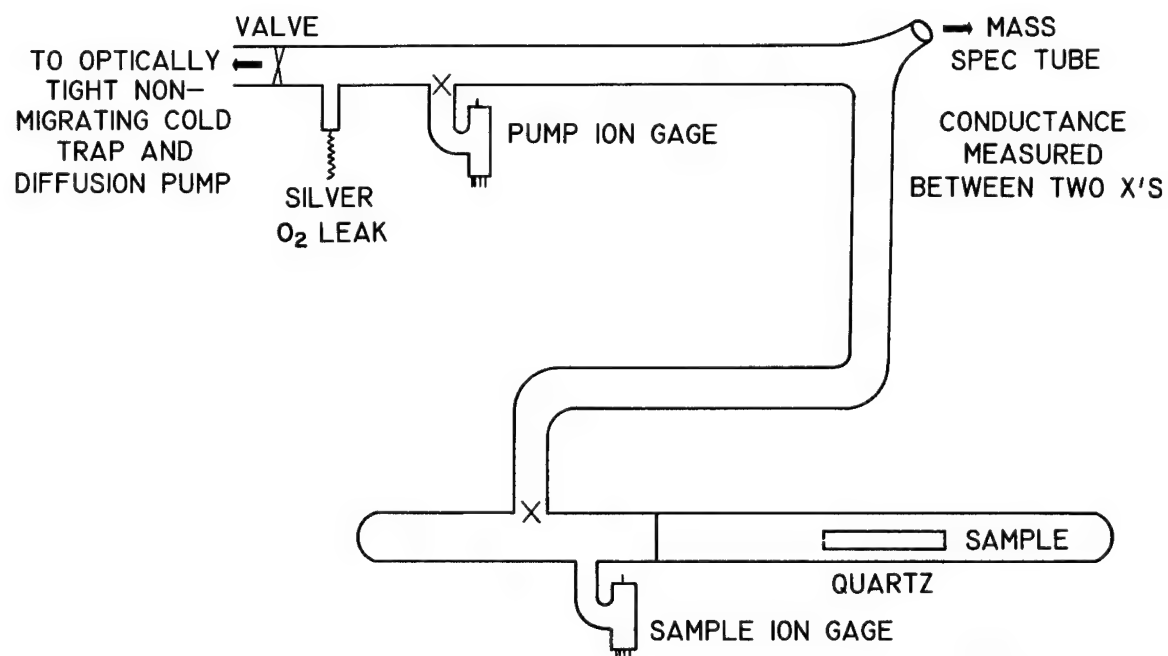 VALVE
TO OPTICALLY
TIGHT NON-
MIGRATING COLD
TRAP AND
DIFFUSION PUMP
SILVER
O₂ LEAK
PUMP ION GAGE
MASS
SPEC TUBE
CONDUCTANCE
MEASURED
BETWEEN TWO X'S
X
X
SAMPLE
QUARTZ
SAMPLE ION GAGE